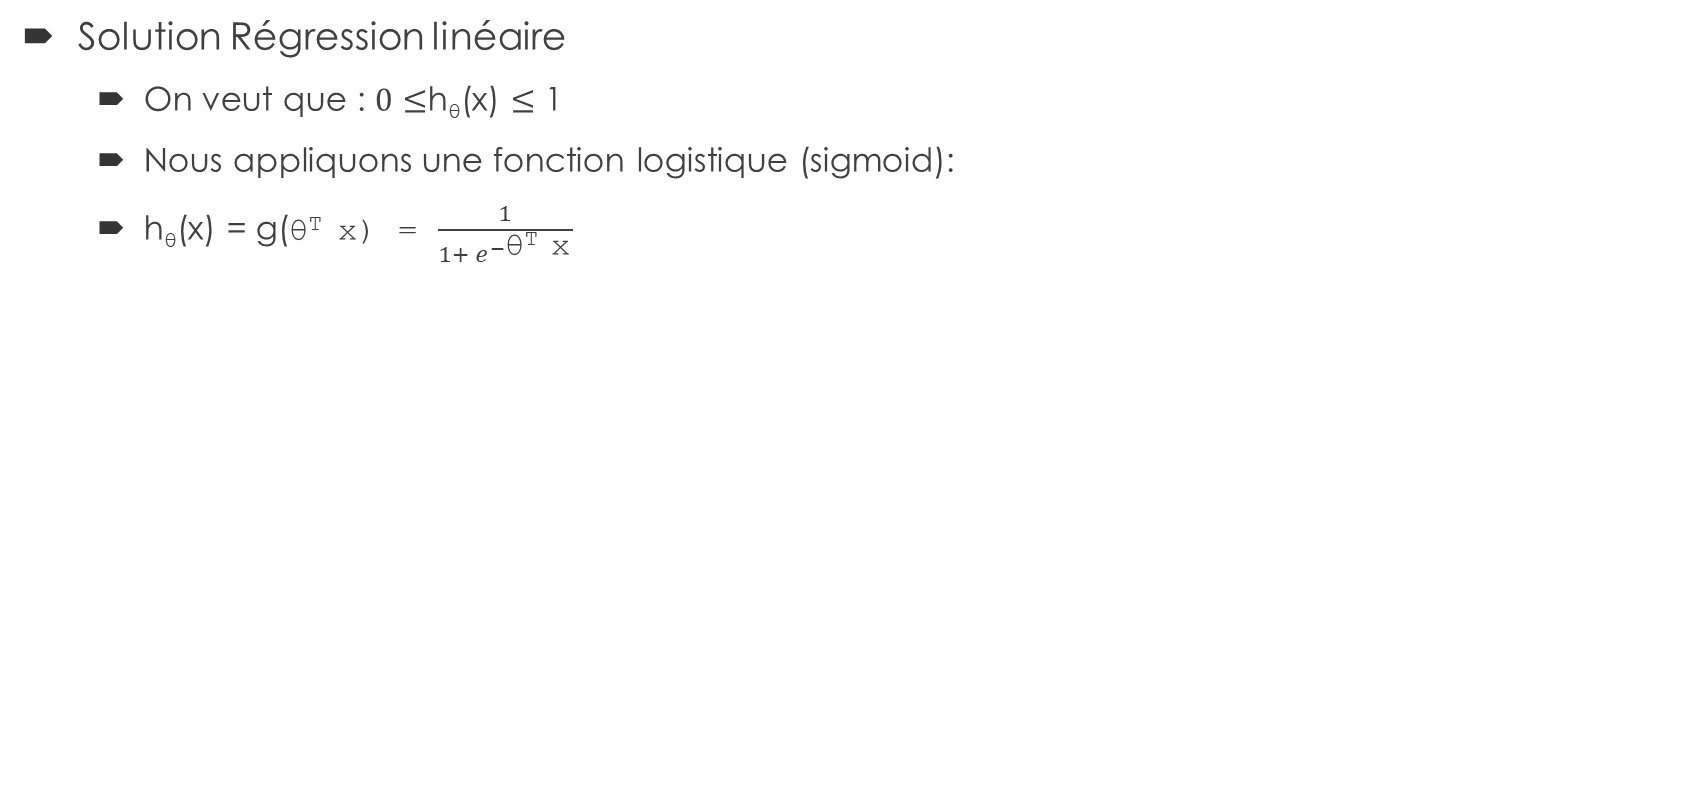 Solution Régression linéaire
On veut que : 0 ≤hθ(x) ≤ 1
Nous appliquons une fonction logistique (sigmoid):
hθ(x) = g(θᵀ x) = 1 / 1+ e^−θᵀ x